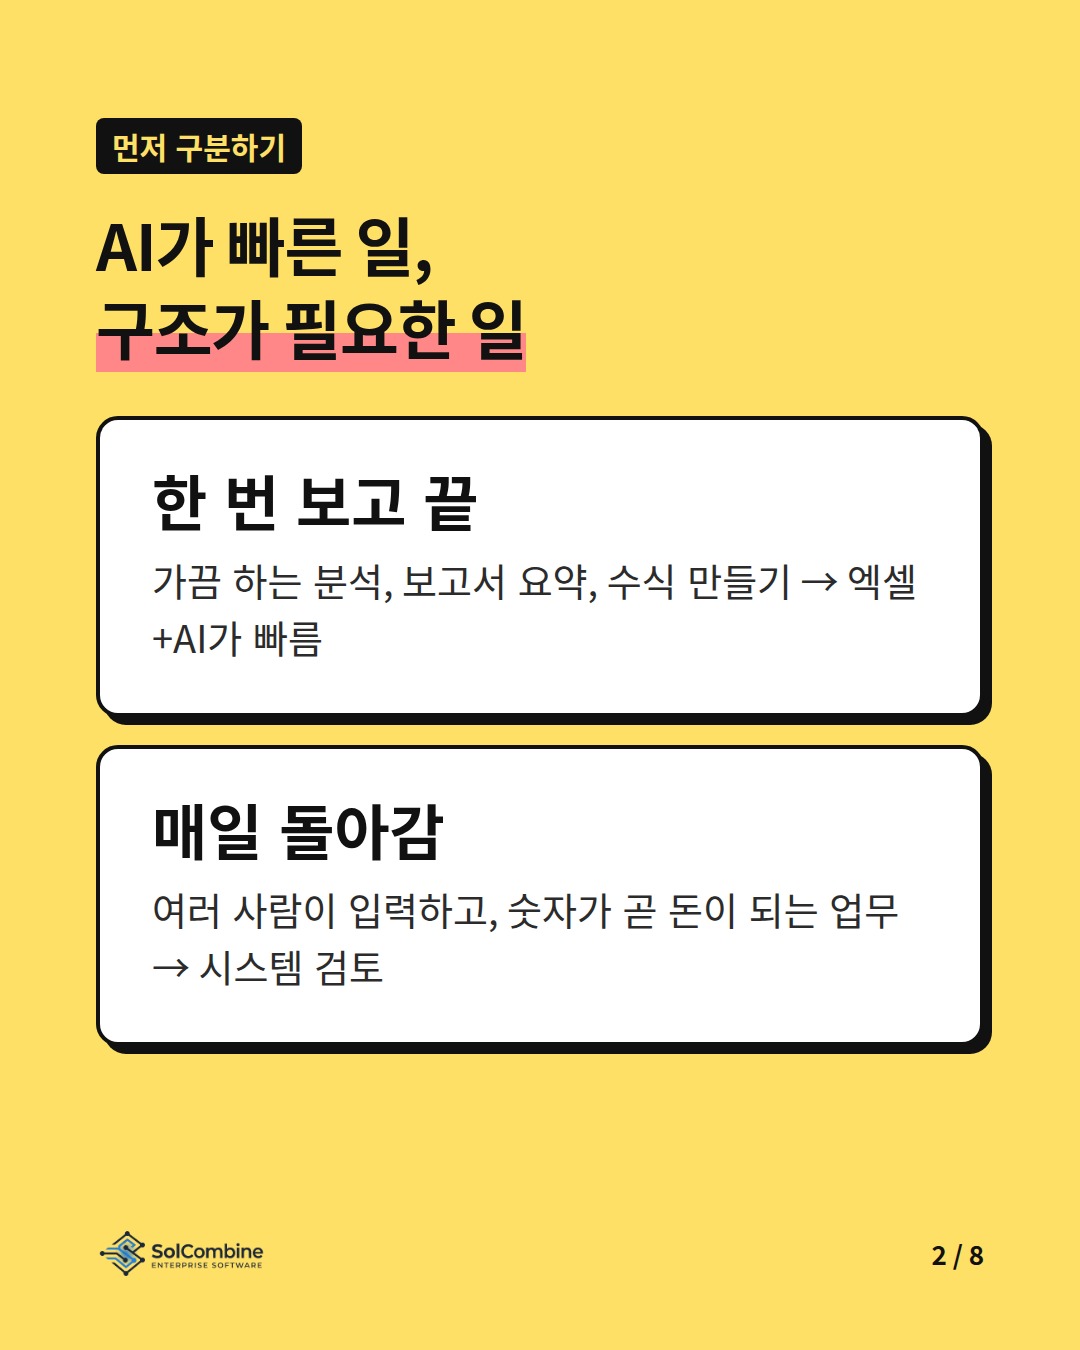 먼저 구분하기
AI가 빠른 일,
구조가 필요한 일
한 번 보고 끝
가끔 하는 분석, 보고서 요약, 수식 만들기 → 엑셀
+AI가 빠름
매일 돌아감
여러 사람이 입력하고, 숫자가 곧 돈이 되는 업무
→ 시스템 검토
SolCombine
ENTERPRISE SOFTWARE
2 / 8